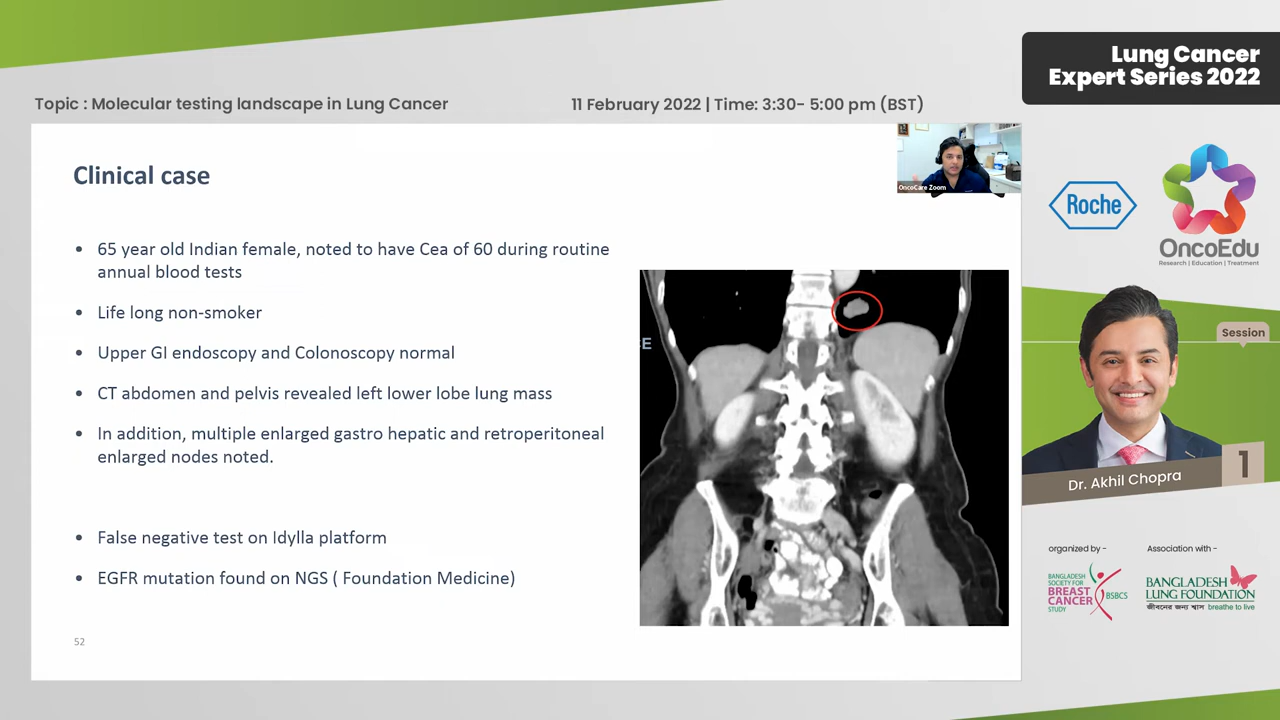 Lung Cancer
Expert Series 2022
Topic : Molecular testing landscape in Lung Cancer
11 February 2022 | Time: 3:30- 5:00 pm (BST)
Clinical case
OncoCare Zoom
• 65 year old Indian female, noted to have Cea of 60 during routine
annual blood tests
• Life long non-smoker
• Upper GI endoscopy and Colonoscopy normal
• CT abdomen and pelvis revealed left lower lobe lung mass
• In addition, multiple enlarged gastro hepatic and retroperitoneal
enlarged nodes noted.
• False negative test on Idylla platform
• EGFR mutation found on NGS ( Foundation Medicine)
52
E
Roche
OncoEdu
Research | Education | Treatment
Session
1
Dr. Akhil Chopra
organized by -
BANGLADESH
SOCIETY FOR
BREAST
CANCER
STUDY
BSBCS
Association with -
BANGLADESH
LUNG FOUNDATION
জীবনের জন্য শ্বাস breathe to live